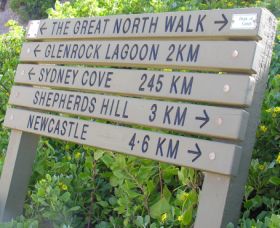 ← THE GREAT NORTH WALK →
← GLENROCK LAGOON 2KM
← SYDNEY COVE 245 KM
SHEPHERDS HILL 3 KM →
NEWCASTLE 4·6 KM →